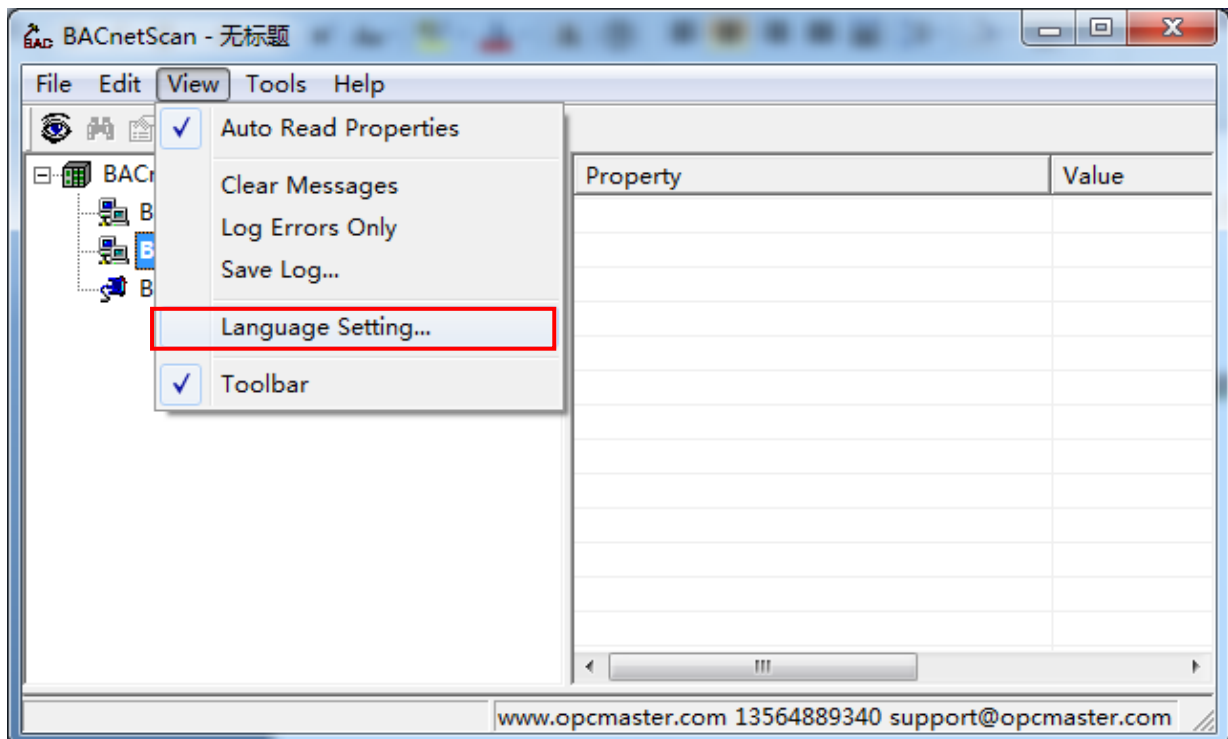 BACnetScan - 无标题
File Edit View Tools Help
Auto Read Properties
Clear Messages
Log Errors Only
Save Log...
Language Setting...
Toolbar
B
B
B
Property Value
www.opcmaster.com 13564889340 support@opcmaster.com